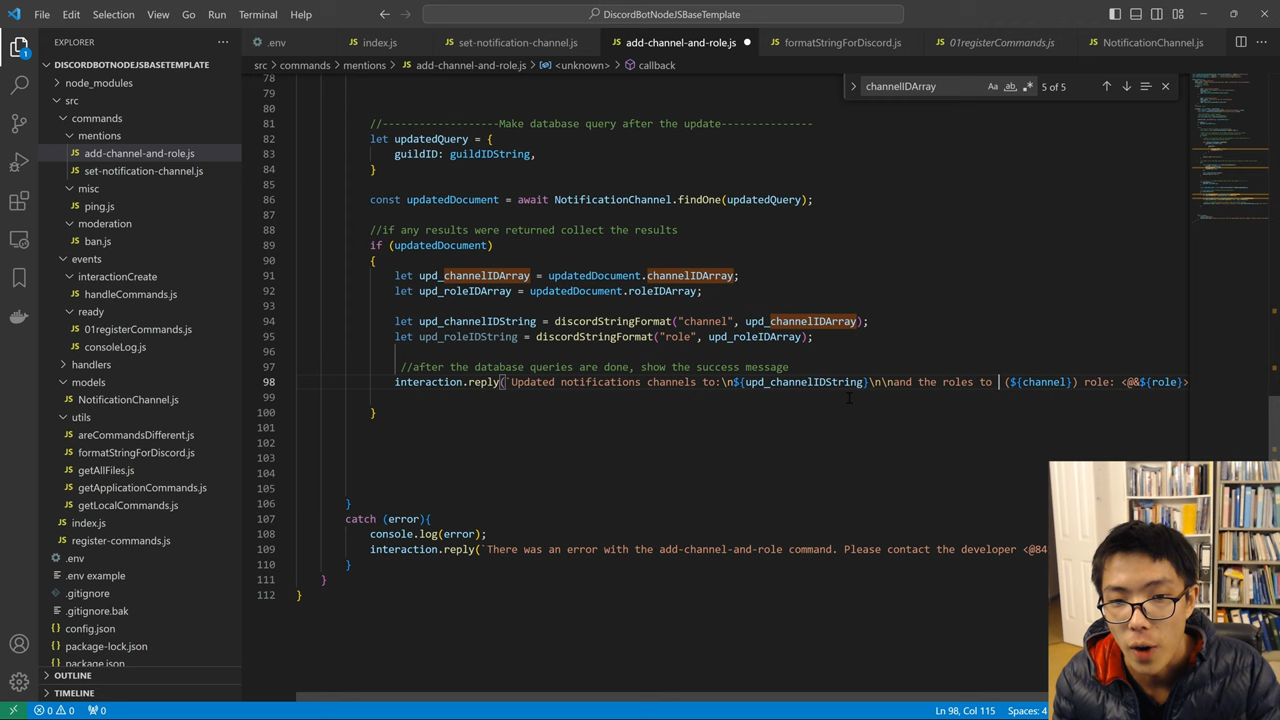 File Edit Selection View Go Run Terminal Help
DiscordBotNodeJSBaseTemplate
EXPLORER
.env
index.js
set-notification-channel.js
add-channel-and-role.js
formatStringForDiscord.js
01registerCommands.js
NotificationChannel.js
src > commands > mentions > add-channel-and-role.js > <unknown> > callback
channelIDArray
Aa
ab
5 of 5
DISCORDBOTNODEJSBASETEMPLATE
node_modules
src
commands
mentions
add-channel-and-role.js
set-notification-channel.js
misc
ping.js
moderation
ban.js
events
interactionCreate
handleCommands.js
ready
01registerCommands.js
consoleLog.js
handlers
models
NotificationChannel.js
utils
areCommandsDifferent.js
formatStringForDiscord.js
getAllFiles.js
getApplicationCommands.js
getLocalCommands.js
index.js
register-commands.js
.env
.env example
.gitignore
.gitignore.bak
config.json
package-lock.json
package.json
OUTLINE
TIMELINE
78
79
80
81 //-------------------Make database query after the update---------------
82 let updatedQuery = {
83 guildID: guildIDString,
84 }
85
86 const updatedDocument = await NotificationChannel.findOne(updatedQuery);
87
88 //if any results were returned collect the results
89 if (updatedDocument)
90 {
91 let upd_channelIDArray = updatedDocument.channelIDArray;
92 let upd_roleIDArray = updatedDocument.roleIDArray;
93
94 let upd_channelIDString = discordStringFormat("channel", upd_channelIDArray);
95 let upd_roleIDString = discordStringFormat("role", upd_roleIDArray);
96
97 //after the database queries are done, show the success message
98 interaction.reply(`Updated notifications channels to:\n${upd_channelIDString}\n\nand the roles to (${channel}) role: <@&${role}>
99
100 }
101
102
103
104
105
106 }
107 catch (error){
108 console.log(error);
109 interaction.reply(`There was an error with the add-channel-and-role command. Please contact the developer <@84
110 }
111 }
112 }
0 0 0
Ln 98, Col 115 Spaces: 4